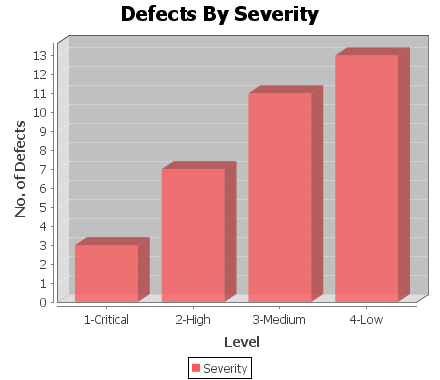 Defects By Severity
No. of Defects
13
12
11
10
9
8
7
6
5
4
3
2
1
0
1-Critical 2-High 3-Medium 4-Low
Level
Severity